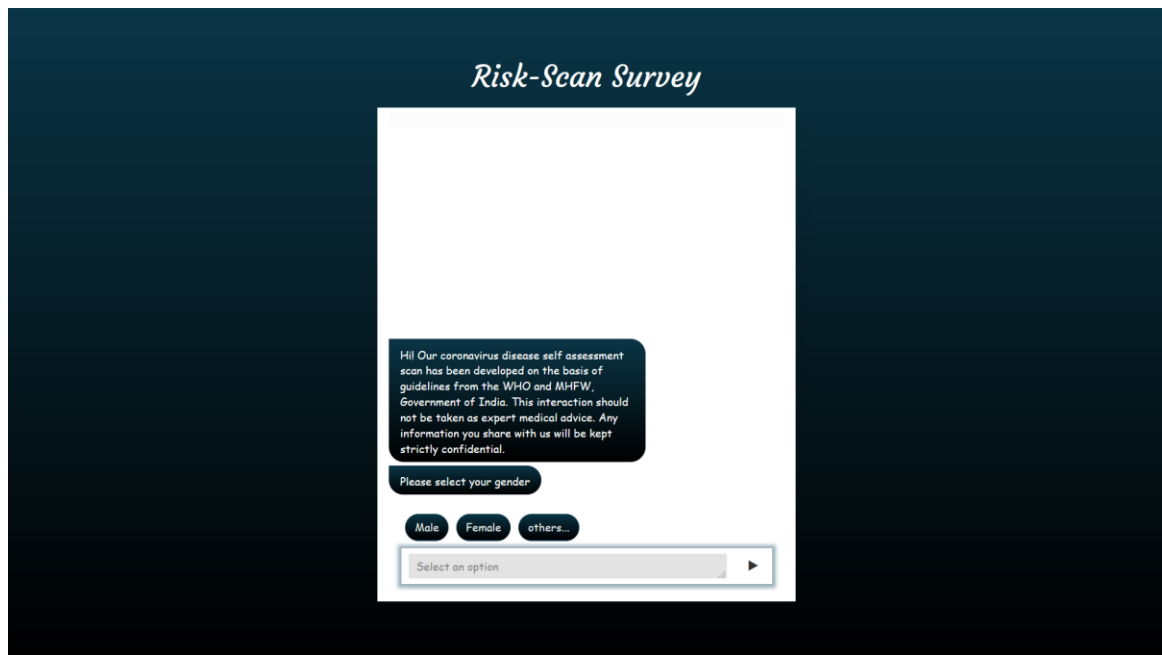 Risk-Scan Survey
Hi! Our coronavirus disease self assessment
scan has been developed on the basis of
guidelines from the WHO and MHFW,
Government of India. This interaction should
not be taken as expert medical advice. Any
information you share with us will be kept
strictly confidential.
Please select your gender
Male Female others...
Select an option